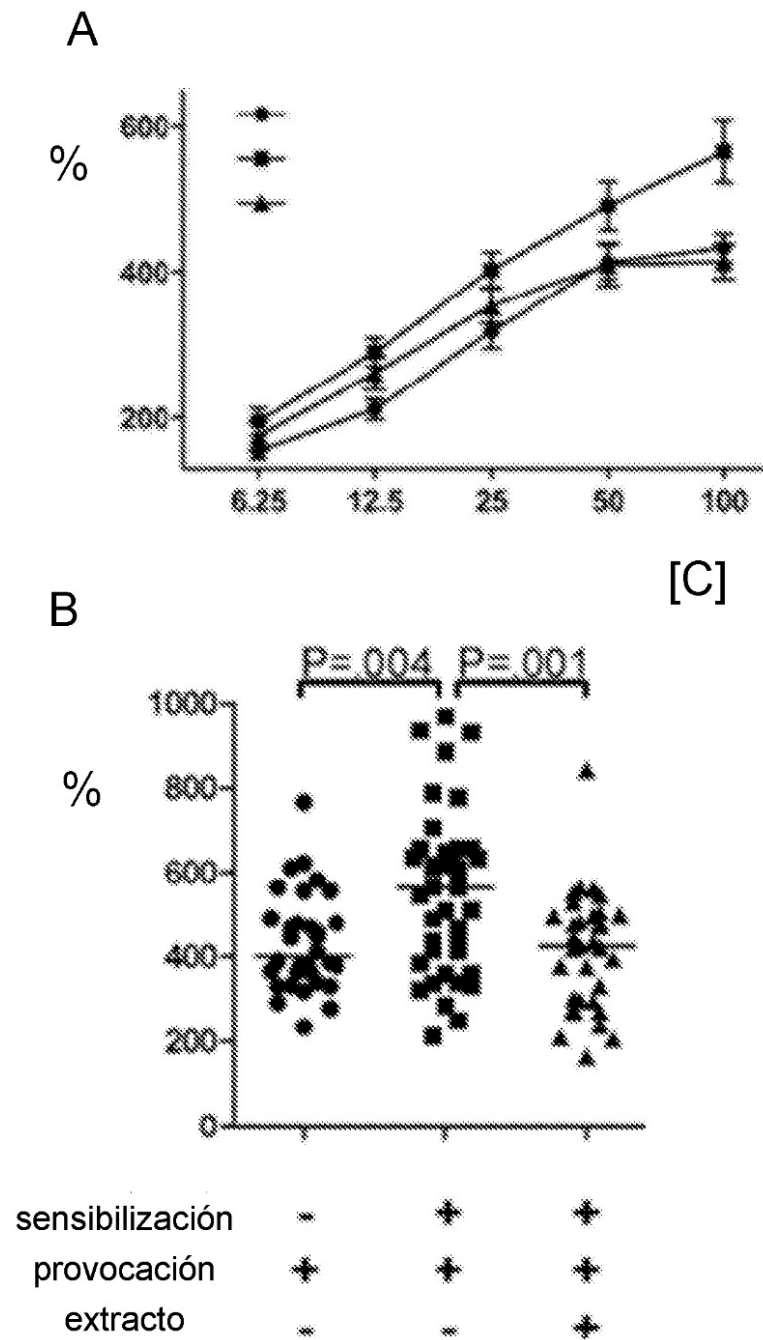 A
600
%
400
200
6.25 12.5 25 50 100
[C]
B
P=.004 P=.001
1000
%
800
600
400
200
0
sensibilización - + +
provocación + + +
extracto - - +